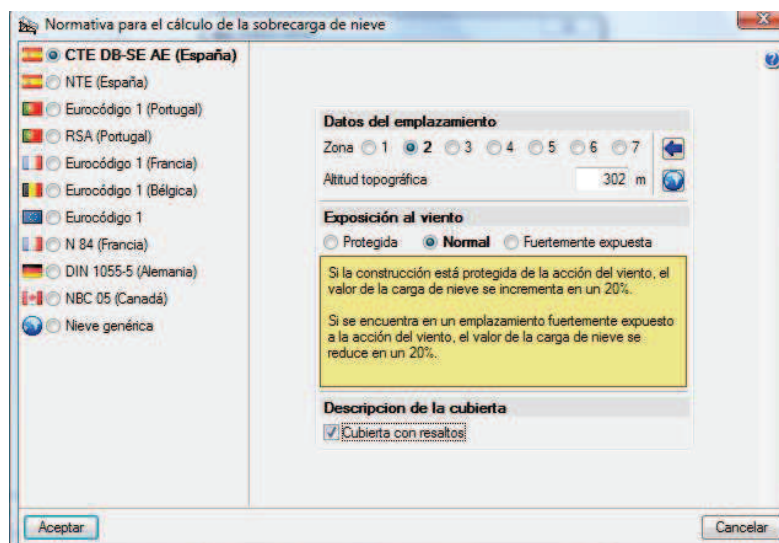 Normativa para el cálculo de la sobrecarga de nieve
CTE DB-SE AE (España)
NTE (España)
Eurocódigo 1 (Portugal)
RSA (Portugal)
Eurocódigo 1 (Francia)
Eurocódigo 1 (Bélgica)
Eurocódigo 1
N 84 (Francia)
DIN 1055-5 (Alemania)
NBC 05 (Canadá)
Nieve genérica
Datos del emplazamiento
Zona 1 2 3 4 5 6 7
Altitud topográfica 302 m
Exposición al viento
Protegida Normal Fuertemente expuesta
Si la construcción está protegida de la acción del viento, el
valor de la carga de nieve se incrementa en un 20%.
Si se encuentra en un emplazamiento fuertemente expuesto
a la acción del viento, el valor de la carga de nieve se
reduce en un 20%.
Descripcion de la cubierta
Cubierta con resaltos
Aceptar
Cancelar